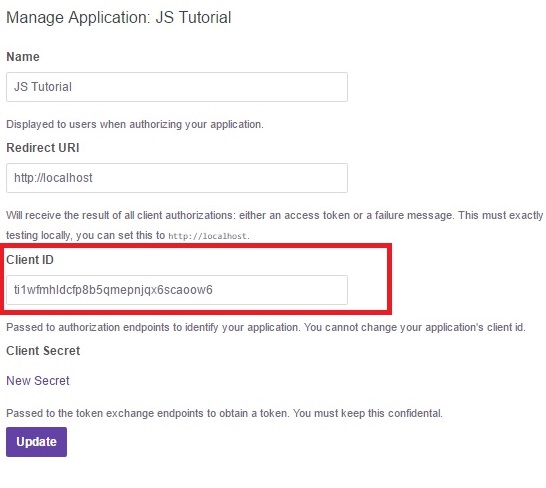 Manage Application: JS Tutorial
Name
JS Tutorial
Displayed to users when authorizing your application.
Redirect URI
http://localhost
Will receive the result of all client authorizations: either an access token or a failure message. This must exactly
testing locally, you can set this to http://localhost.
Client ID
ti1wfmhldcfp8b5qmepnjqx6scaoow6
Passed to authorization endpoints to identify your application. You cannot change your application's client id.
Client Secret
New Secret
Passed to the token exchange endpoints to obtain a token. You must keep this confidental.
Update